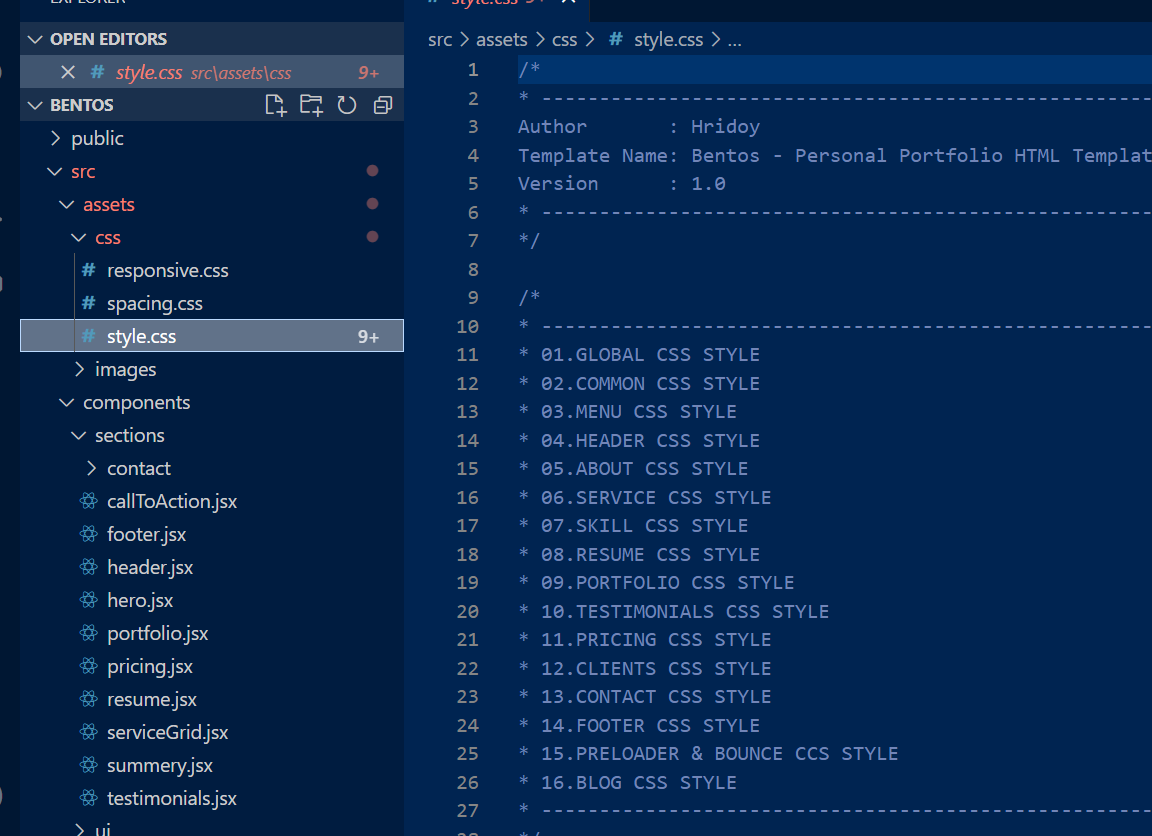 EXPLORER
style.css 9+
OPEN EDITORS
style.css src\assets\css 9+
BENTOS
public
src
assets
css
responsive.css
spacing.css
style.css 9+
images
components
sections
contact
callToAction.jsx
footer.jsx
header.jsx
hero.jsx
portfolio.jsx
pricing.jsx
resume.jsx
serviceGrid.jsx
summery.jsx
testimonials.jsx
ui
src > assets > css > # style.css > ...
1 /*
2 * -----------------------------------------------------
3 Author : Hridoy
4 Template Name: Bentos - Personal Portfolio HTML Templat
5 Version : 1.0
6 * -----------------------------------------------------
7 */
8
9 /*
10 * -----------------------------------------------------
11 * 01.GLOBAL CSS STYLE
12 * 02.COMMON CSS STYLE
13 * 03.MENU CSS STYLE
14 * 04.HEADER CSS STYLE
15 * 05.ABOUT CSS STYLE
16 * 06.SERVICE CSS STYLE
17 * 07.SKILL CSS STYLE
18 * 08.RESUME CSS STYLE
19 * 09.PORTFOLIO CSS STYLE
20 * 10.TESTIMONIALS CSS STYLE
21 * 11.PRICING CSS STYLE
22 * 12.CLIENTS CSS STYLE
23 * 13.CONTACT CSS STYLE
24 * 14.FOOTER CSS STYLE
25 * 15.PRELOADER & BOUNCE CCS STYLE
26 * 16.BLOG CSS STYLE
27 * -----------------------------------------------------
28 */